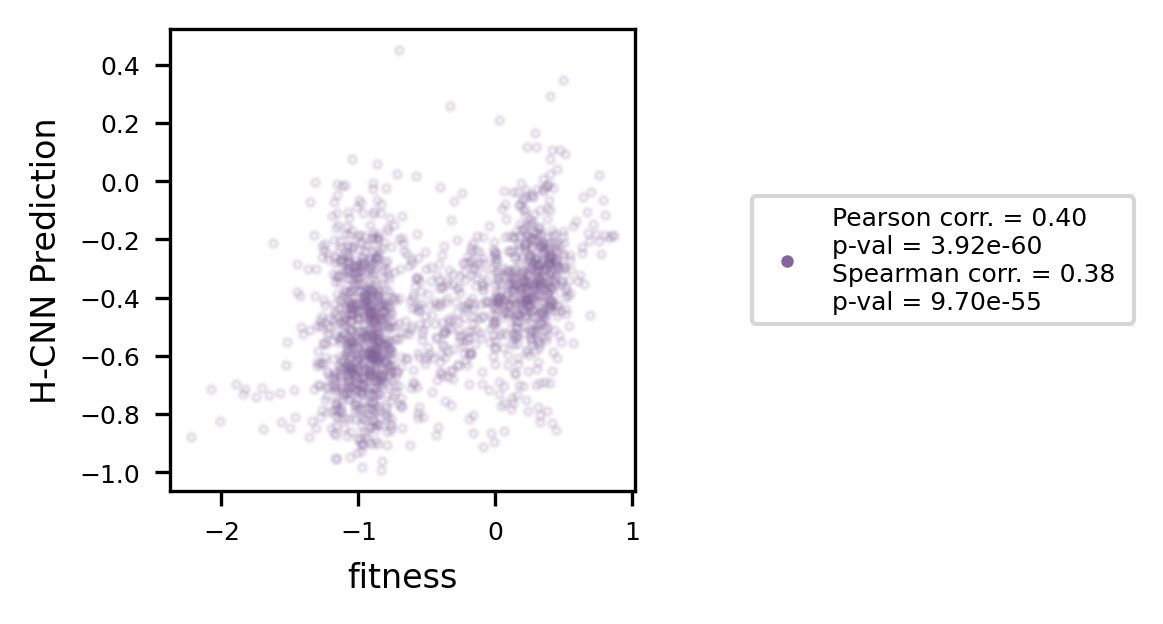 H-CNN Prediction
0.4
0.2
0.0
−0.2
−0.4
−0.6
−0.8
−1.0
−2
−1
0
1
fitness
Pearson corr. = 0.40
p-val = 3.92e-60
Spearman corr. = 0.38
p-val = 9.70e-55